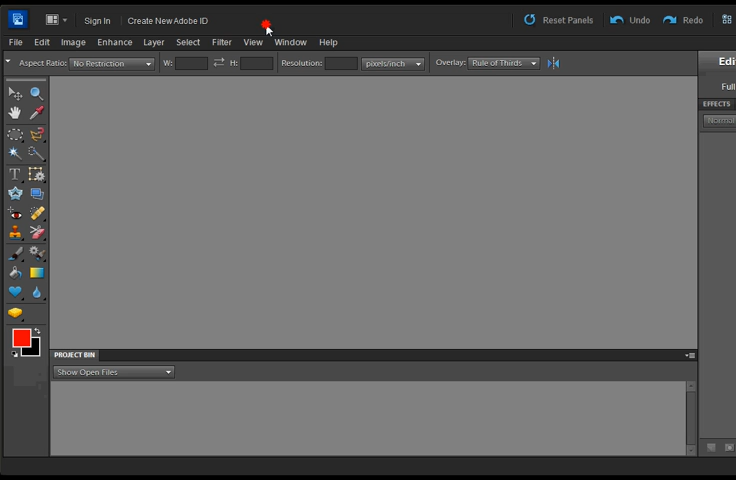 Sign In Create New Adobe ID Reset Panels Undo Redo
File Edit Image Enhance Layer Select Filter View Window Help
Aspect Ratio: No Restriction W: H: Resolution: pixels/inch Overlay: Rule of Thirds
Edi
Full
EFFECTS
Normal
T
PROJECT BIN
Show Open Files